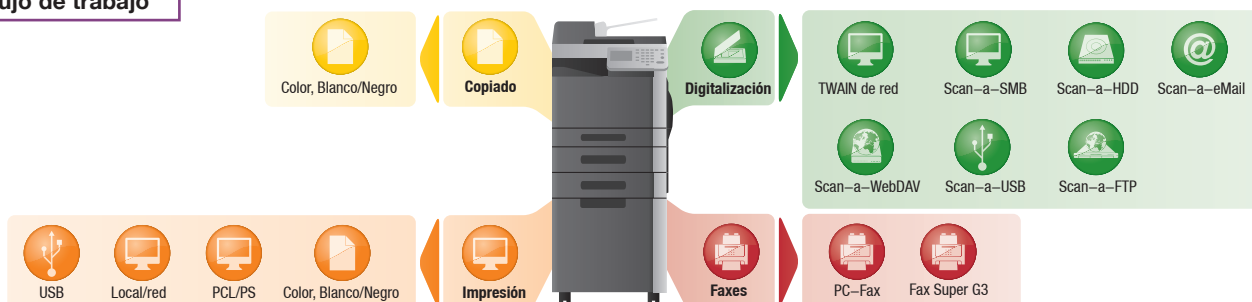 de trabajo
Color, Blanco/Negro
Copiado
Digitalización
TWAIN de red
Scan–a–SMB
Scan–a–HDD
Scan–a–eMail
Scan–a–WebDAV
Scan–a–USB
Scan–a–FTP
USB
Local/red
PCL/PS
Color, Blanco/Negro
Impresión
Faxes
PC–Fax
Fax Super G3